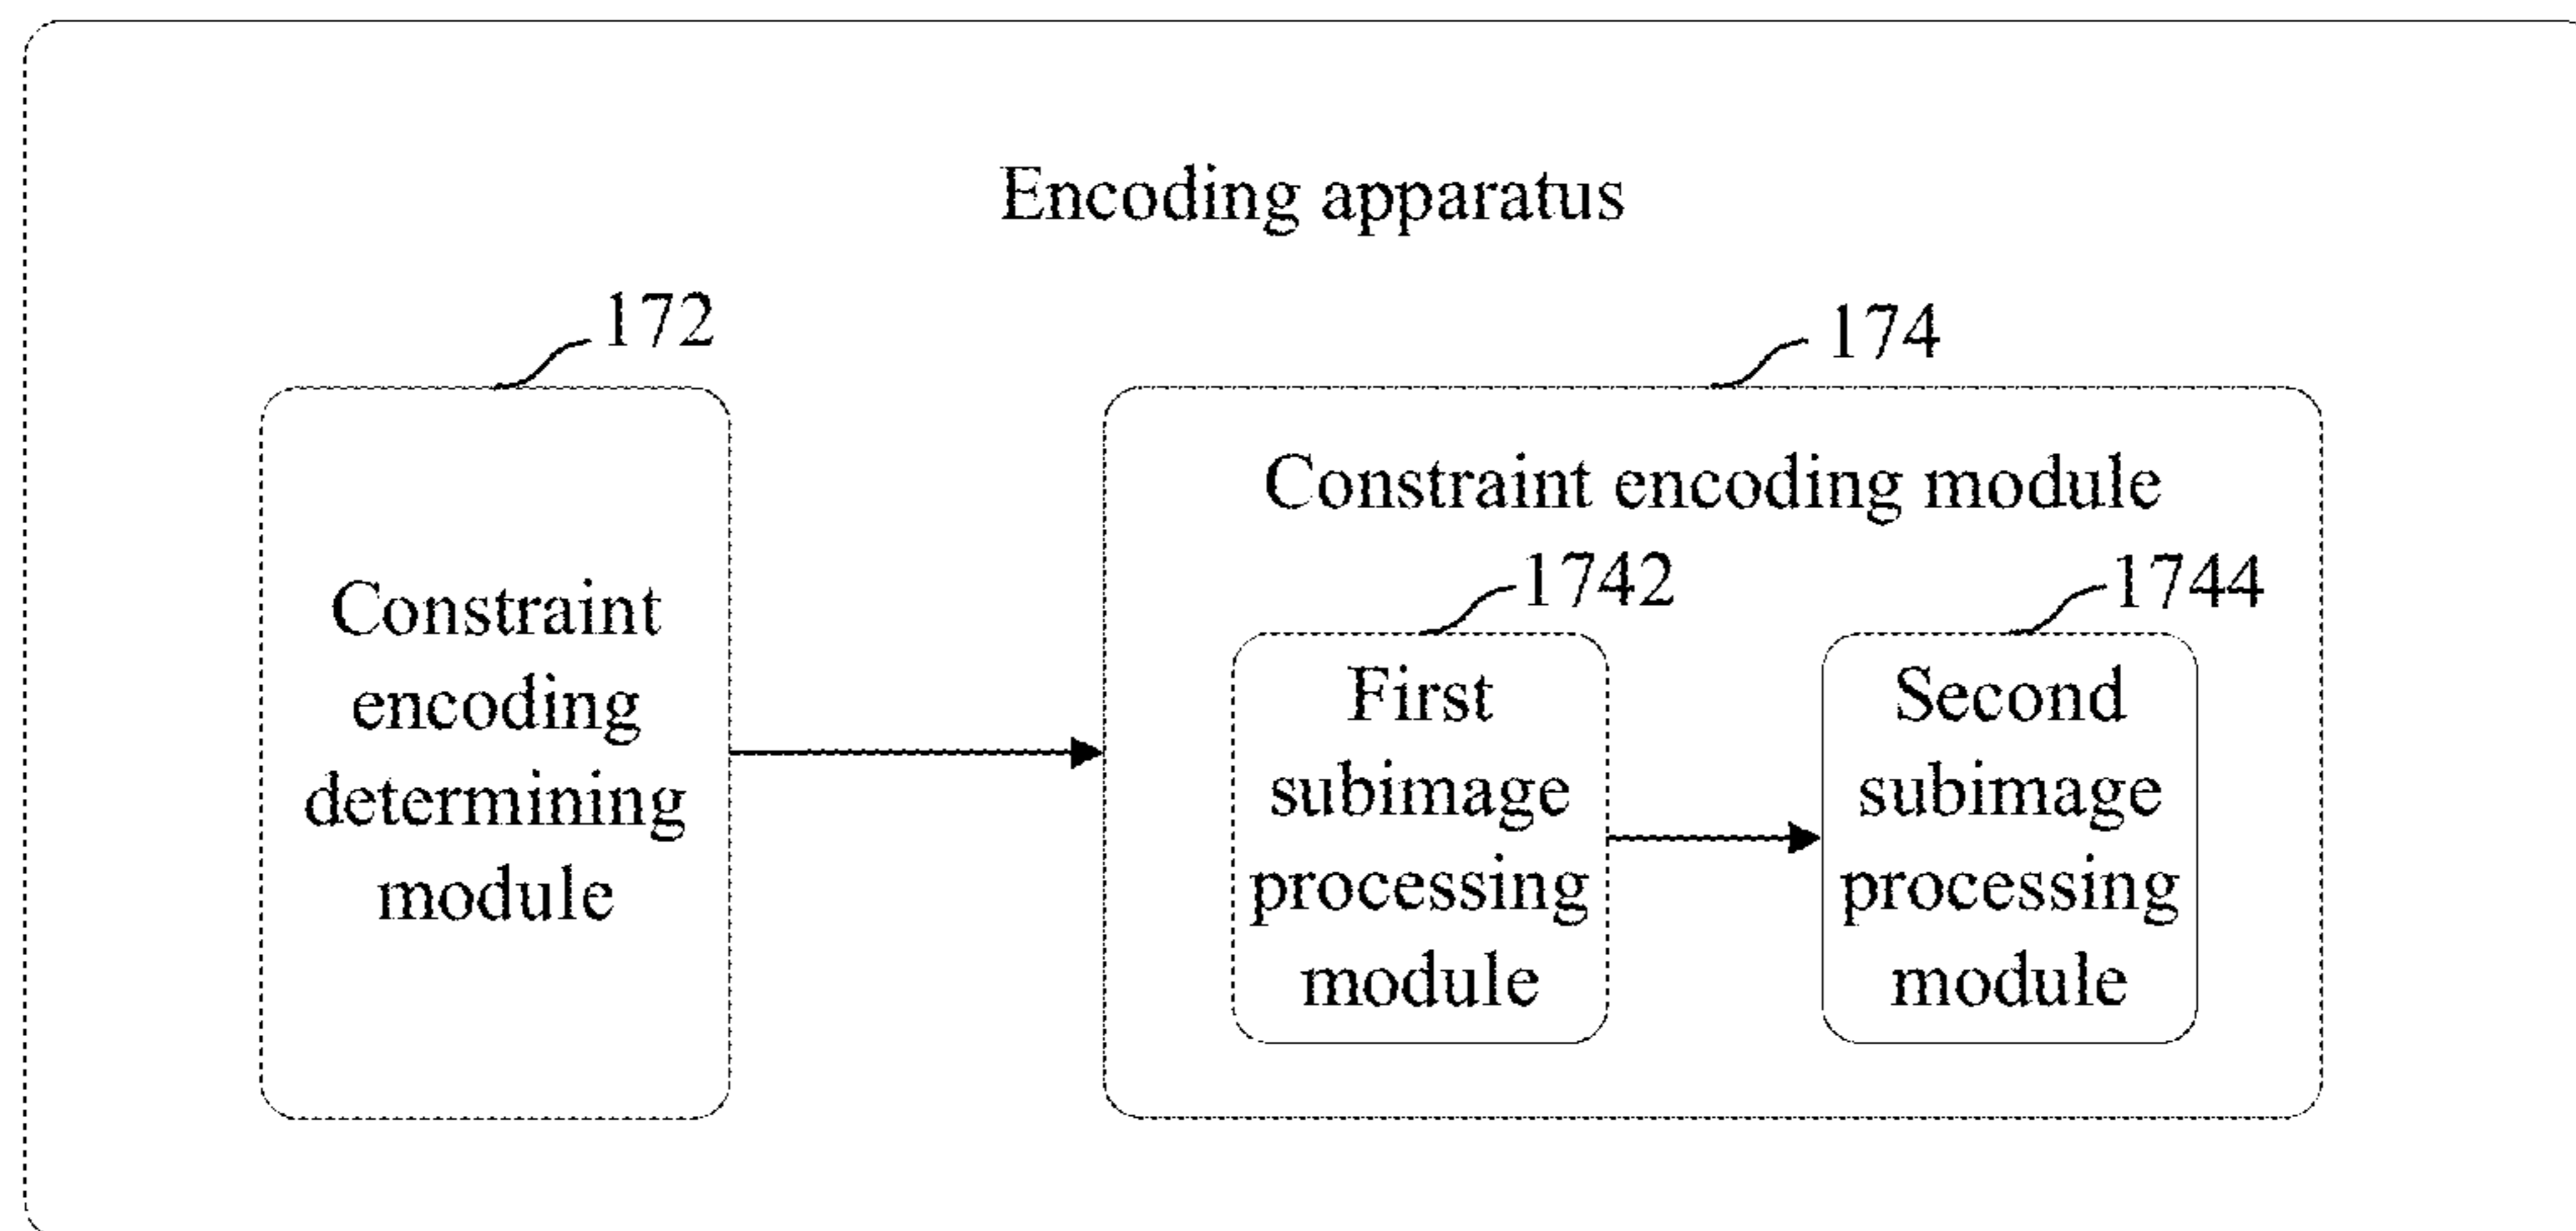 Encoding apparatus
172
174
Constraint
encoding
determining
module
Constraint encoding module
1742
1744
First
subimage
processing
module
Second
subimage
processing
module